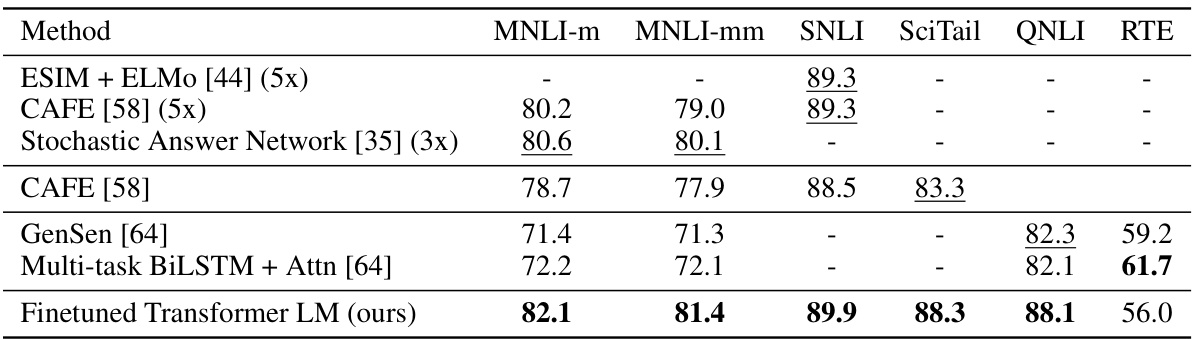 Method MNLI-m MNLI-mm SNLI SciTail QNLI RTE
ESIM + ELMo [44] (5x) - - 89.3 - - -
CAFE [58] (5x) 80.2 79.0 89.3 - - -
Stochastic Answer Network [35] (3x) 80.6 80.1 - - - -
CAFE [58] 78.7 77.9 88.5 83.3
GenSen [64] 71.4 71.3 - - 82.3 59.2
Multi-task BiLSTM + Attn [64] 72.2 72.1 - - 82.1 61.7
Finetuned Transformer LM (ours) 82.1 81.4 89.9 88.3 88.1 56.0